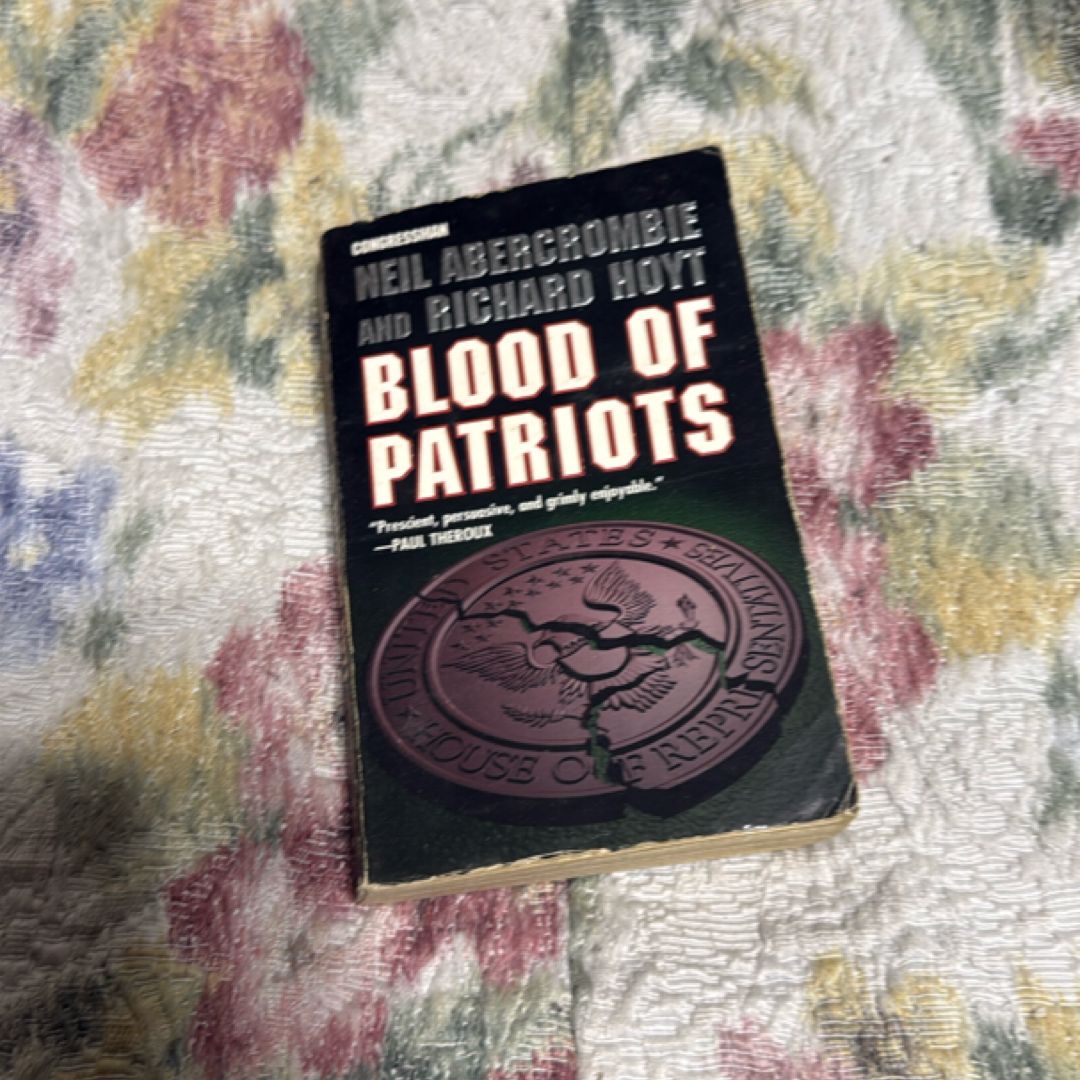 CONGRESSMAN
NEIL ABERCROMBIE
AND RICHARD HOYT
BLOOD OF
PATRIOTS
"Prescient, persuasive, and grimly enjoyable."
—PAUL THEROUX
UNITED STATES ★
HOUSE OF REPRESENTATIVES ★